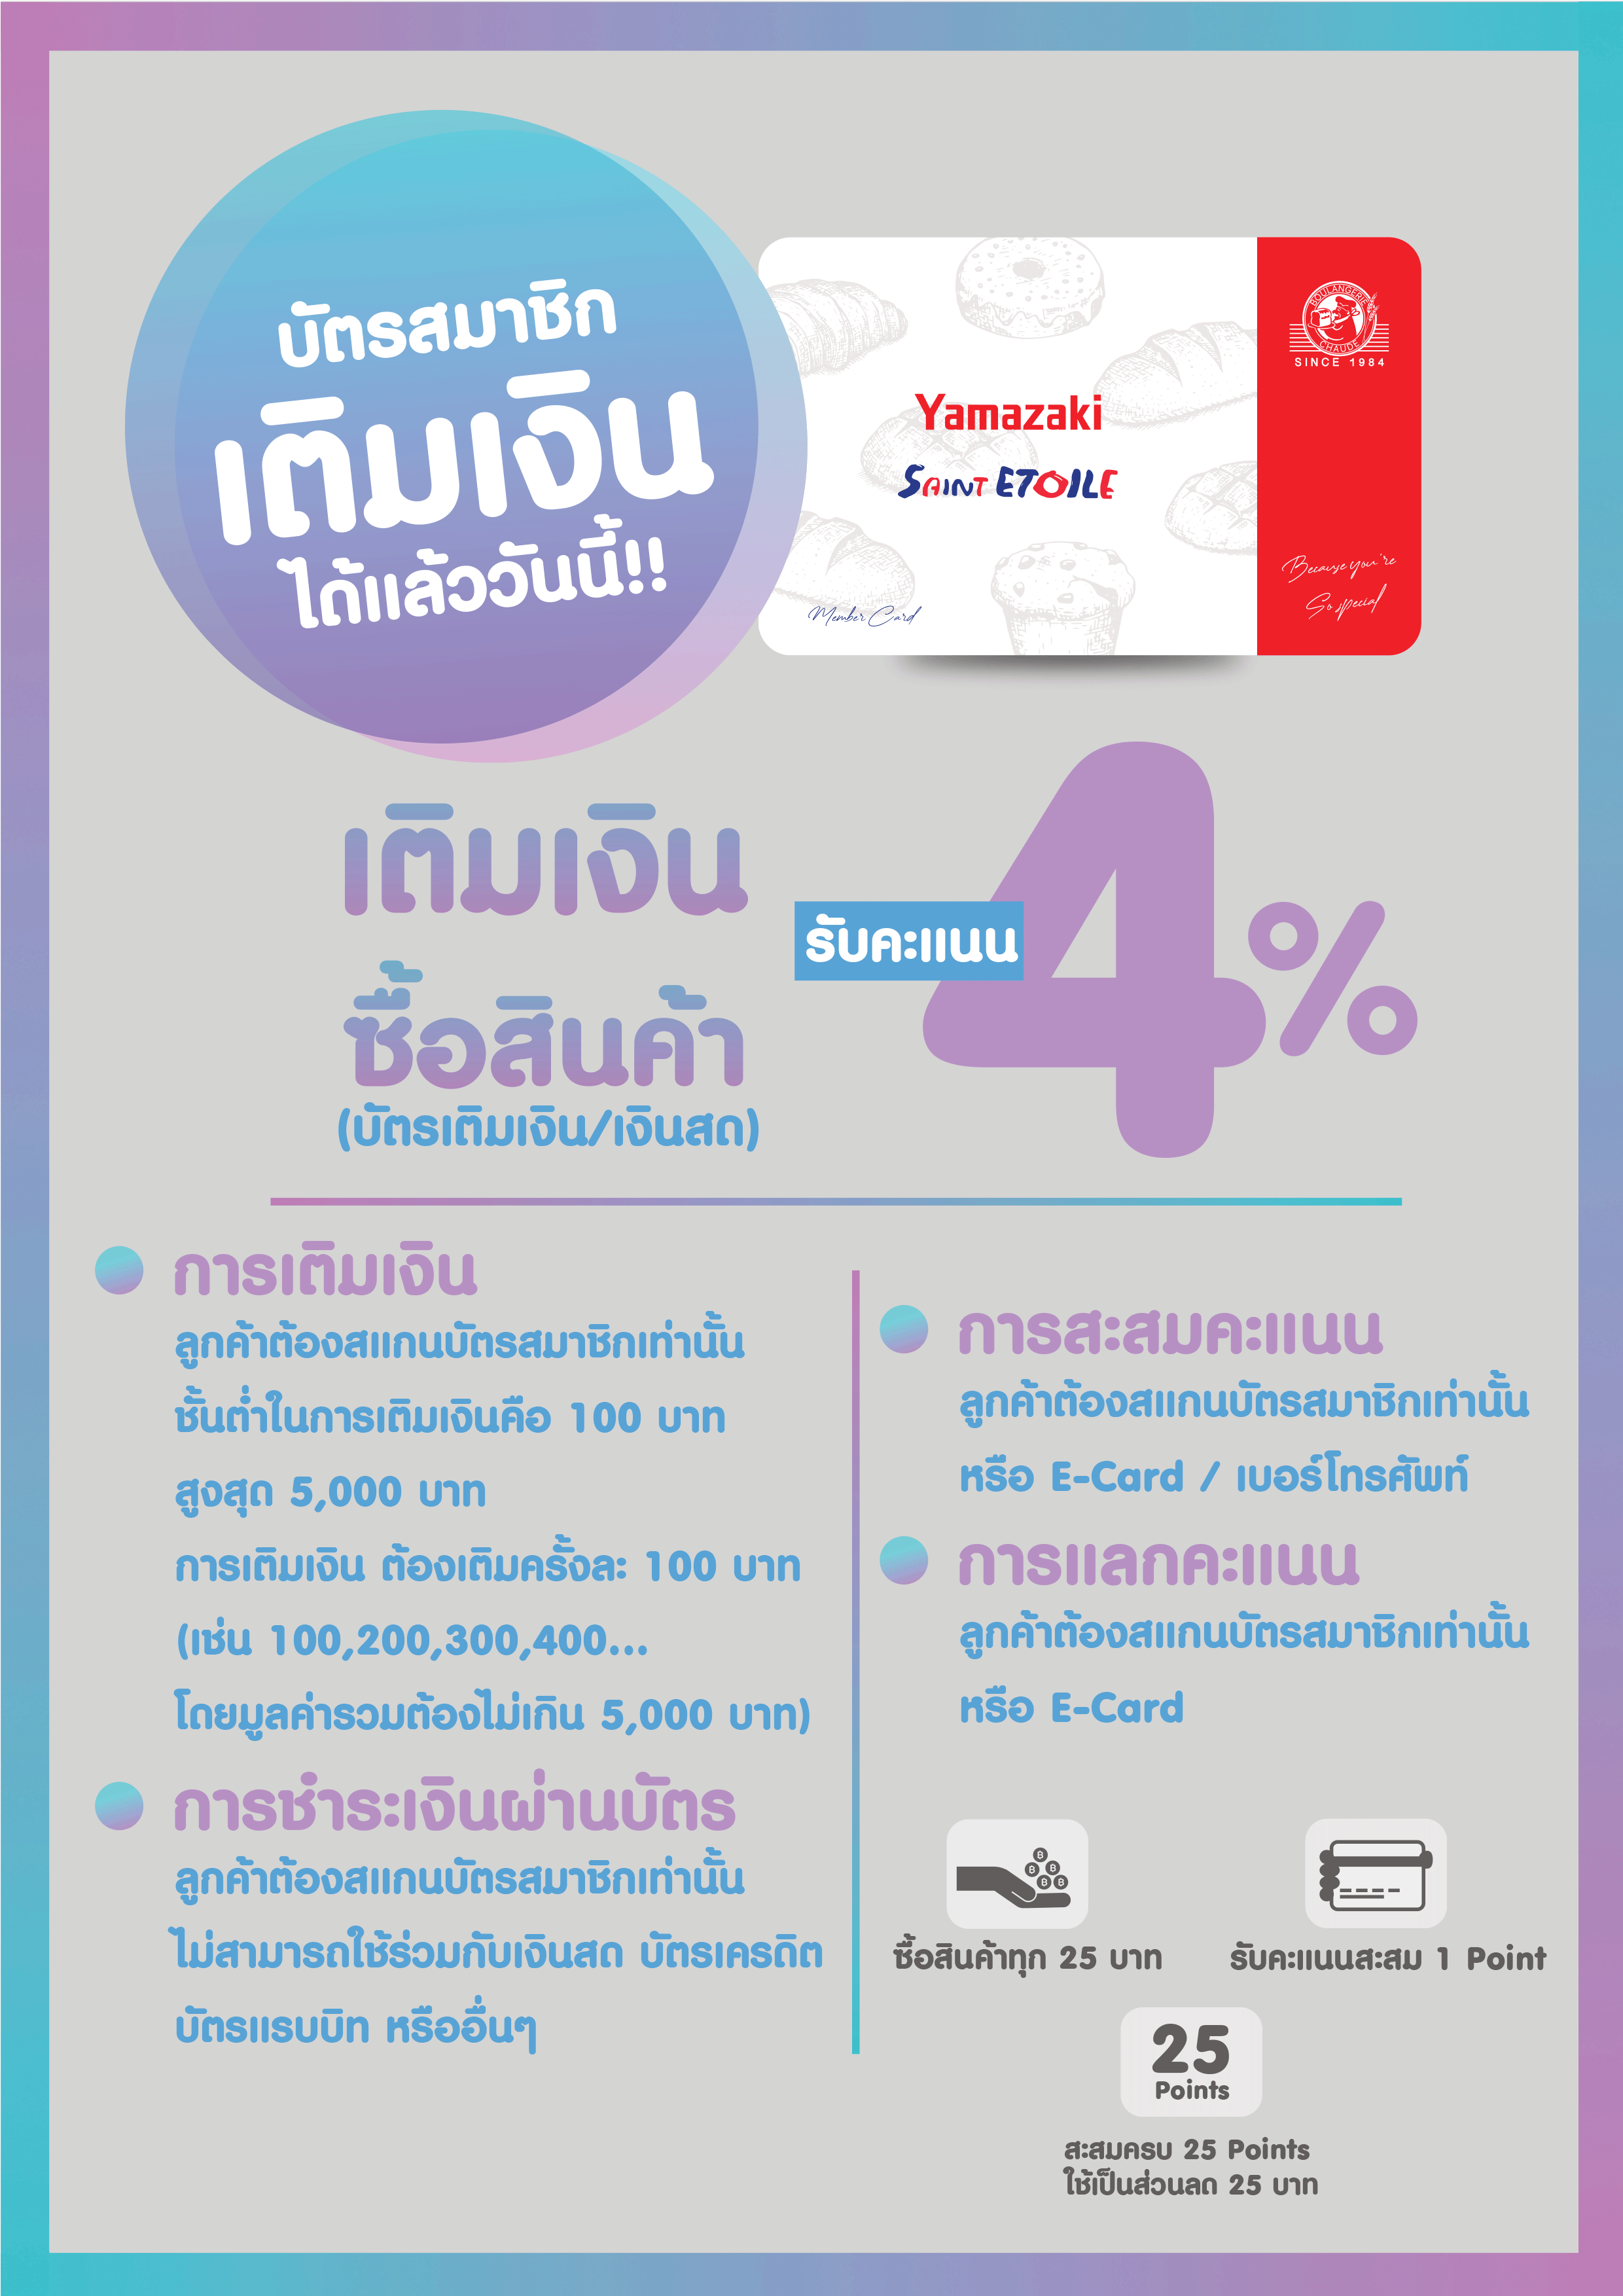 บัตรสมาชิก
เติมเงิน
ได้แล้ววันนี้!!
BOULANGERIE
CHAUDE
SINCE 1984
Yamazaki
SAINT ETOILE
Because you're
So special
Member Card
เติมเงิน
ซื้อสินค้า
(บัตรเติมเงิน/เงินสด)
รับคะแนน
4%
การเติมเงิน
ลูกค้าต้องสแกนบัตรสมาชิกเท่านั้น
ขั้นต่ำในการเติมเงินคือ 100 บาท
สูงสุด 5,000 บาท
การเติมเงิน ต้องเติมครั้งละ 100 บาท
(เช่น 100,200,300,400...
โดยมูลค่ารวมต้องไม่เกิน 5,000 บาท)
การชำระเงินผ่านบัตร
ลูกค้าต้องสแกนบัตรสมาชิกเท่านั้น
ไม่สามารถใช้ร่วมกับเงินสด บัตรเครดิต
บัตรแรบบิท หรืออื่นๆ
การสะสมคะแนน
ลูกค้าต้องสแกนบัตรสมาชิกเท่านั้น
หรือ E-Card / เบอร์โทรศัพท์
การแลกคะแนน
ลูกค้าต้องสแกนบัตรสมาชิกเท่านั้น
หรือ E-Card
ซื้อสินค้าทุก 25 บาท
รับคะแนนสะสม 1 Point
25
Points
สะสมครบ 25 Points
ใช้เป็นส่วนลด 25 บาท